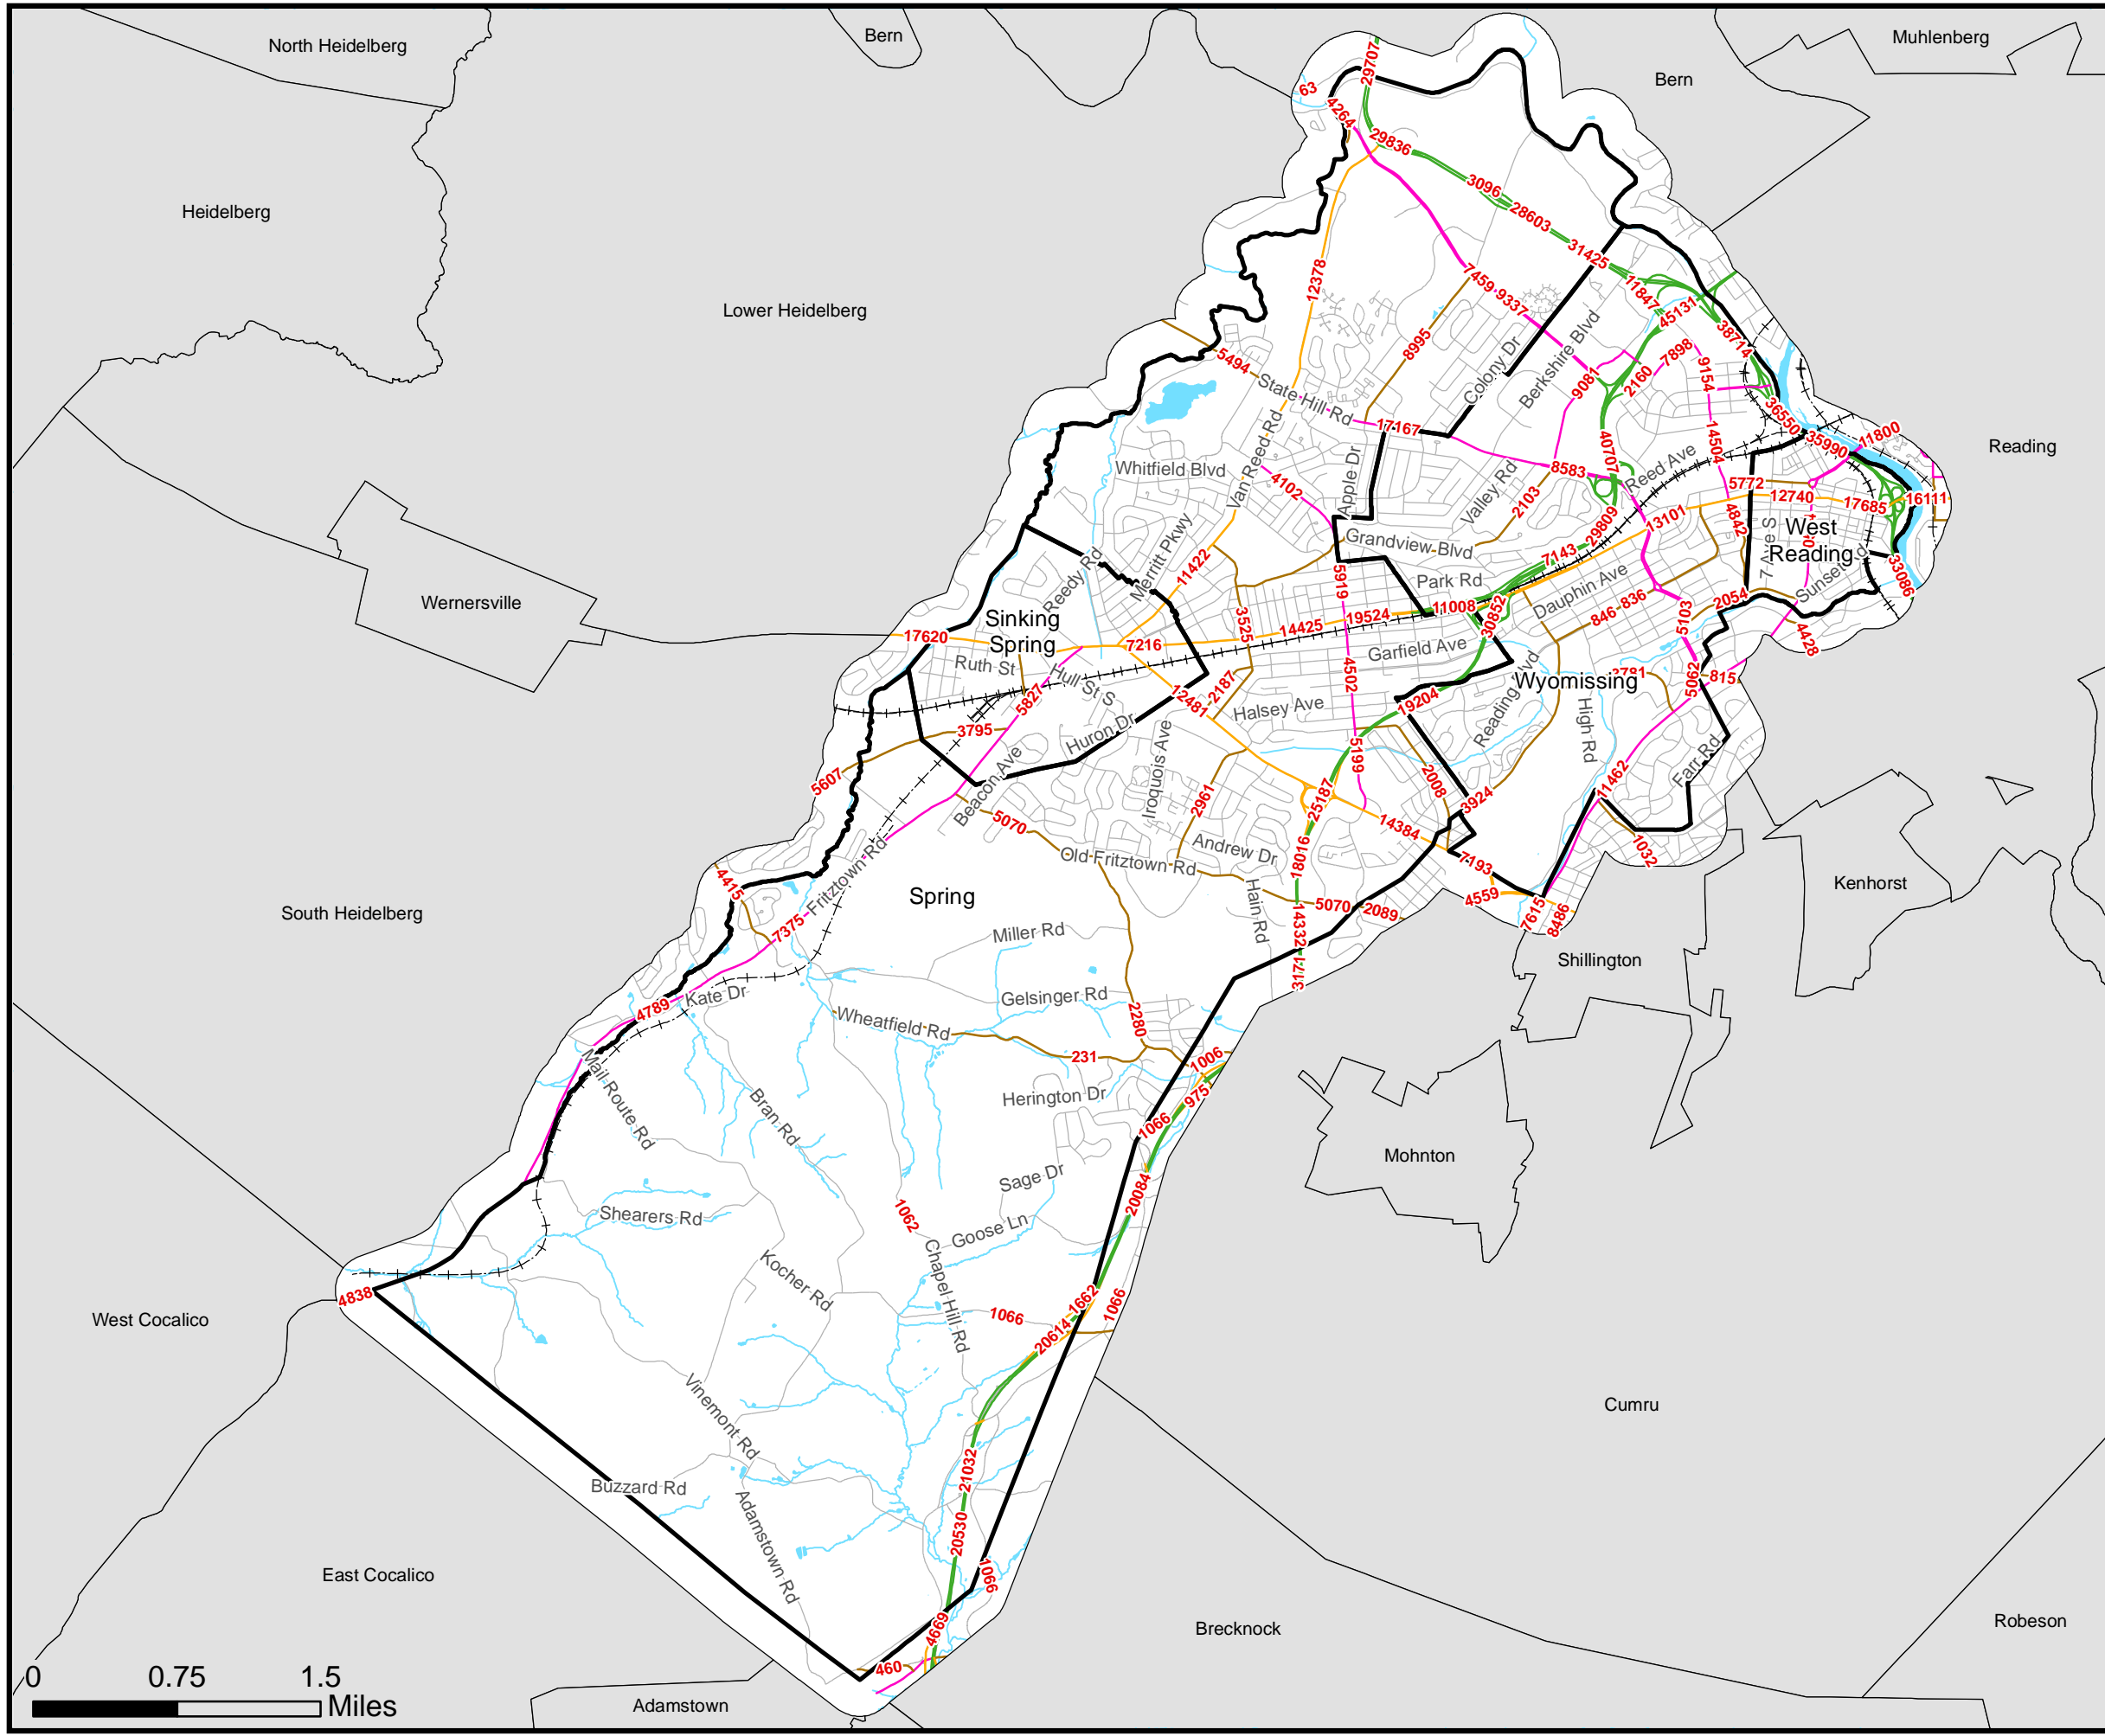 North Heidelberg
Bern
Muhlenberg
Bern
29707
63
4264
29836
3096
28603
31425
Heidelberg
12378
7459
9337
11847
45131
38714
Lower Heidelberg
8995
Colony Dr
Berkshire Blvd
9081
2160
7898
9154
5494
State Hill Rd
17167
36550
35990
11800
Reading
Van Reed Rd
Apple Dr
40707
14504
Whitfield Blvd
4102
8583
Reed Ave
Valley Rd
2103
5772
12740
17685
16111
29809
13101
4842
West
Reading
7 Ave S
Sunset Rd
33086
Grandview Blvd
7143
Merritt Pkwy
Reedy Rd
11422
Wernersville
5919
Park Rd
11008
30852
Dauphin Ave
846
836
2054
5103
4428
Sinking
Spring
17620
7216
3525
14425
19524
Garfield Ave
Ruth St
Hull St S
5827
12481
2187
4502
Wyomissing
3781
5062
815
19204
Halsey Ave
Reading Blvd
High Rd
3795
Huron Dr
Iroquois Ave
5199
2008
Farr Rd
11462
5607
Beacon Ave
2961
25187
3924
5070
14384
1032
Old Fritztown Rd
Andrew Dr
18016
7193
Kenhorst
4415
Fritztown Rd
Spring
Hain Rd
5070
2089
4559
7615
8486
South Heidelberg
7375
Miller Rd
14332
3171
Shillington
Kate Dr
4789
Gelsinger Rd
Wheatfield Rd
2280
231
1006
Mail Route Rd
Bran Rd
Herington Dr
975
1066
Mohnton
Sage Dr
20084
1062
Shearers Rd
Goose Ln
Kocher Rd
Chapel Hill Rd
4838
1662
1066
1066
20614
West Cocalico
Cumru
Vinemont Rd
21032
Buzzard Rd
Adamstown Rd
20530
East Cocalico
1066
4669
Brecknock
Robeson
460
0 0.75 1.5
Miles
Adamstown